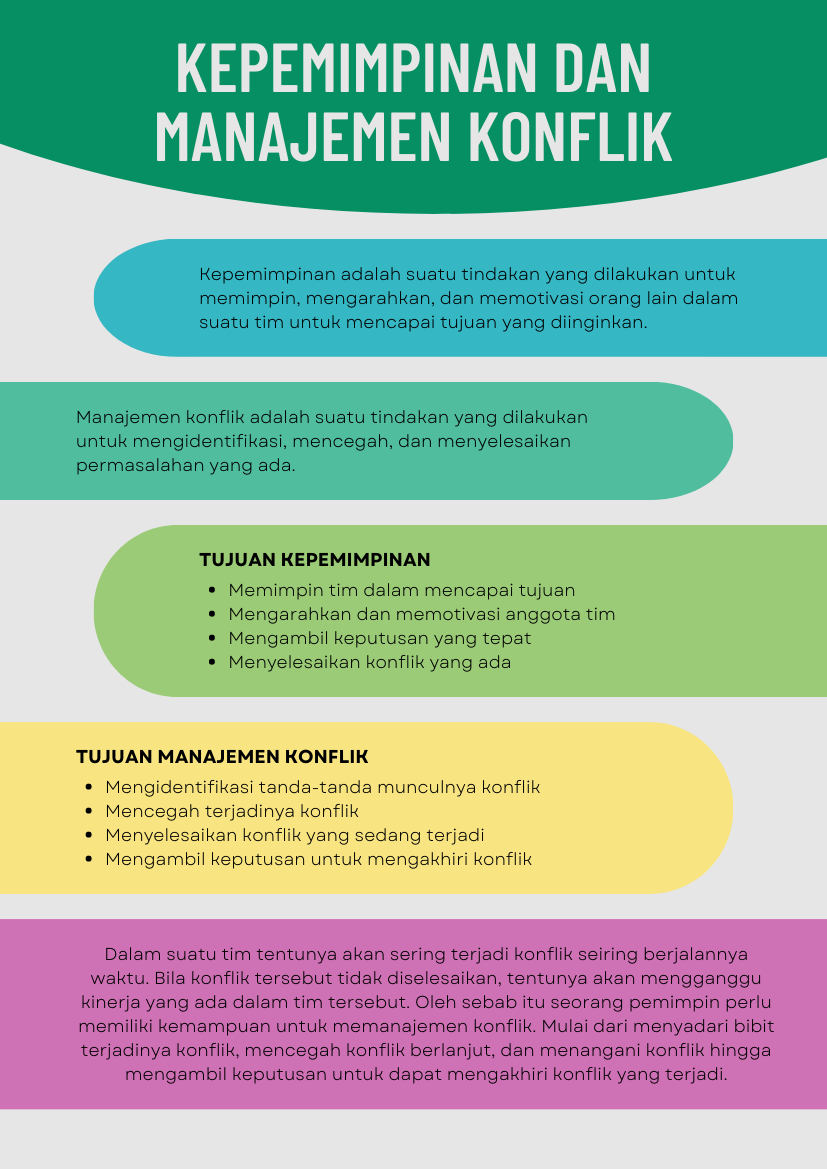 KEPEMIMPINAN DAN
MANAJEMEN KONFLIK
Kepemimpinan adalah suatu tindakan yang dilakukan untuk
memimpin, mengarahkan, dan memotivasi orang lain dalam
suatu tim untuk mencapai tujuan yang diinginkan.
Manajemen konflik adalah suatu tindakan yang dilakukan
untuk mengidentifikasi, mencegah, dan menyelesaikan
permasalahan yang ada.
TUJUAN KEPEMIMPINAN
• Memimpin tim dalam mencapai tujuan
• Mengarahkan dan memotivasi anggota tim
• Mengambil keputusan yang tepat
• Menyelesaikan konflik yang ada
TUJUAN MANAJEMEN KONFLIK
• Mengidentifikasi tanda-tanda munculnya konflik
• Mencegah terjadinya konflik
• Menyelesaikan konflik yang sedang terjadi
• Mengambil keputusan untuk mengakhiri konflik
Dalam suatu tim tentunya akan sering terjadi konflik seiring berjalannya
waktu. Bila konflik tersebut tidak diselesaikan, tentunya akan mengganggu
kinerja yang ada dalam tim tersebut. Oleh sebab itu seorang pemimpin perlu
memiliki kemampuan untuk memanajemen konflik. Mulai dari menyadari bibit
terjadinya konflik, mencegah konflik berlanjut, dan menangani konflik hingga
mengambil keputusan untuk dapat mengakhiri konflik yang terjadi.